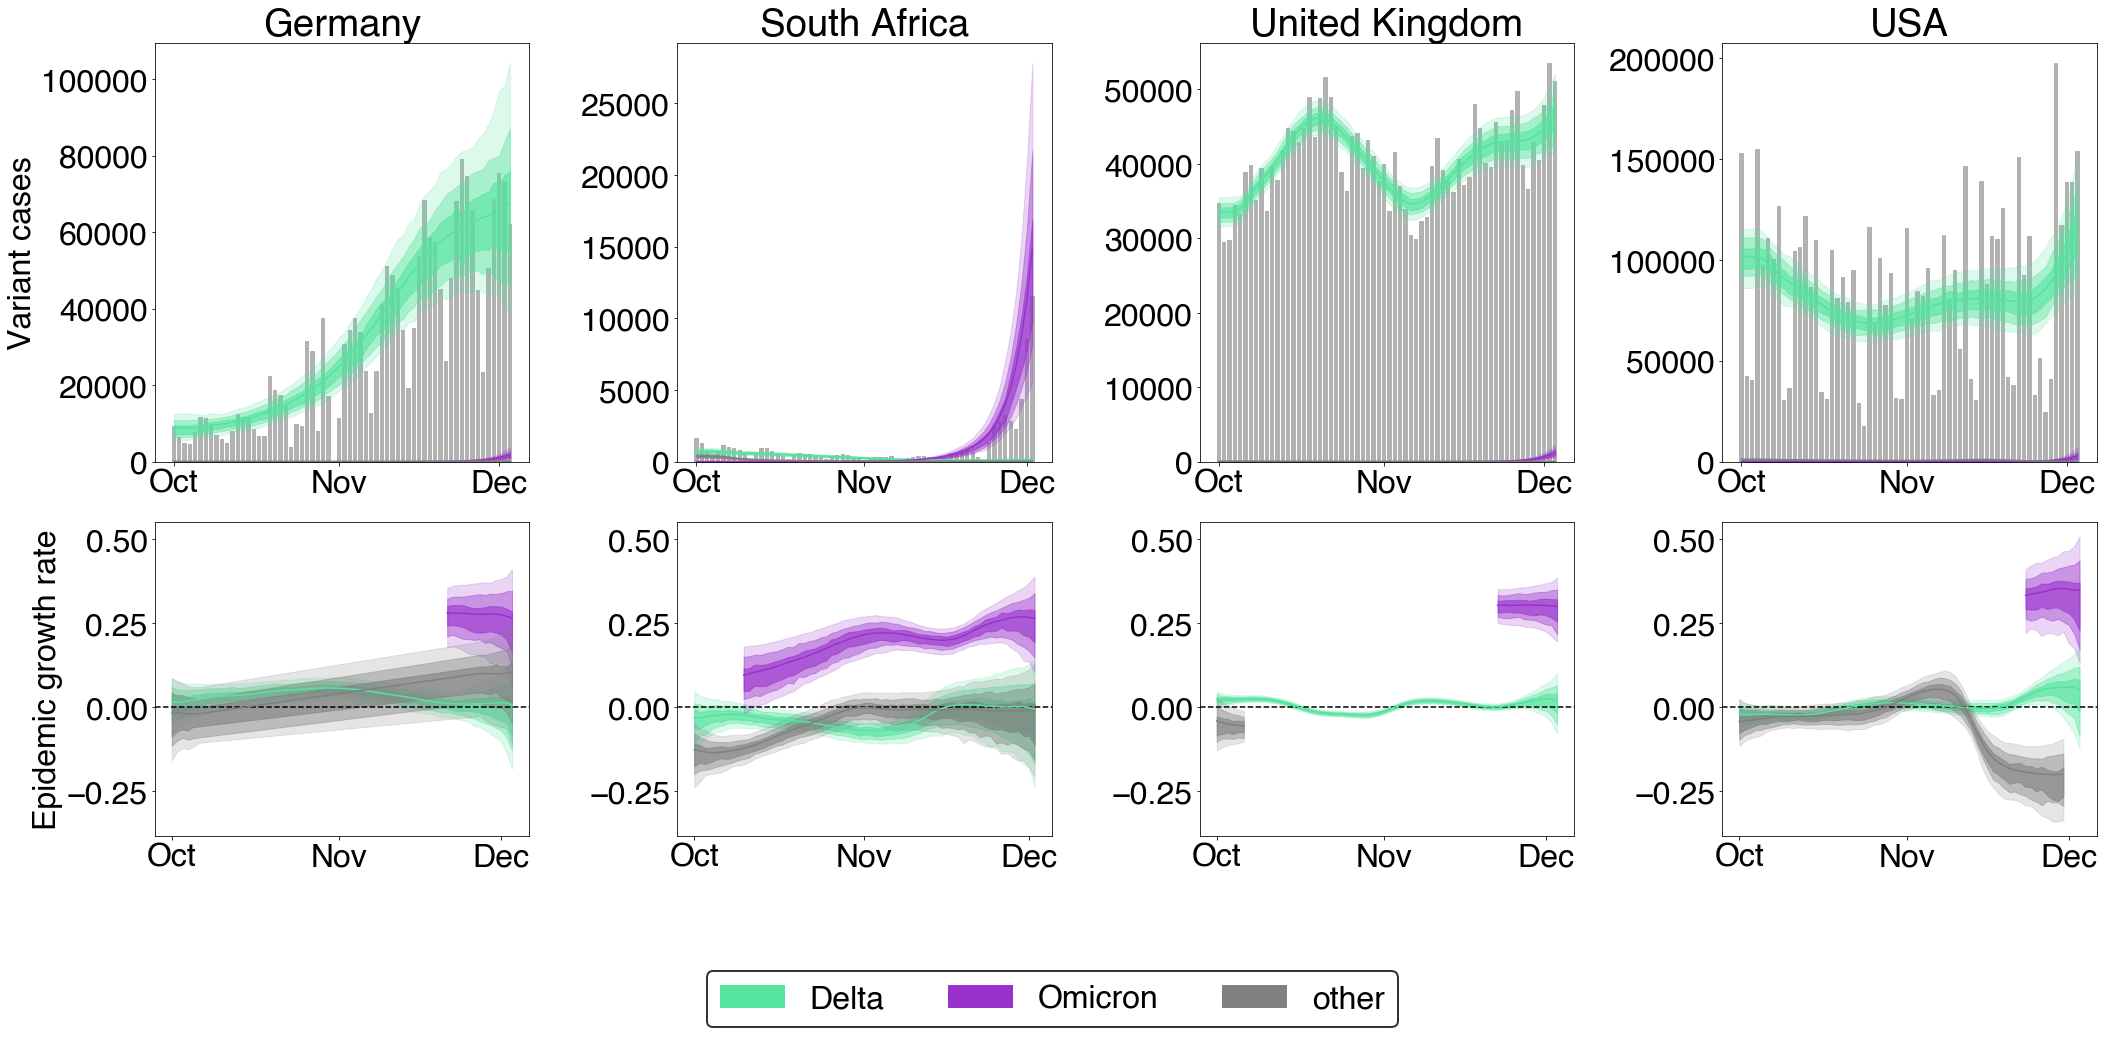 Germany
South Africa
United Kingdom
USA
Variant cases
100000
80000
60000
40000
20000
0
Oct Nov Dec
25000
20000
15000
10000
5000
0
Oct Nov Dec
50000
40000
30000
20000
10000
0
Oct Nov Dec
200000
150000
100000
50000
0
Oct Nov Dec
Epidemic growth rate
0.50
0.25
0.00
−0.25
Oct Nov Dec
0.50
0.25
0.00
−0.25
Oct Nov Dec
0.50
0.25
0.00
−0.25
Oct Nov Dec
0.50
0.25
0.00
−0.25
Oct Nov Dec
Delta Omicron other